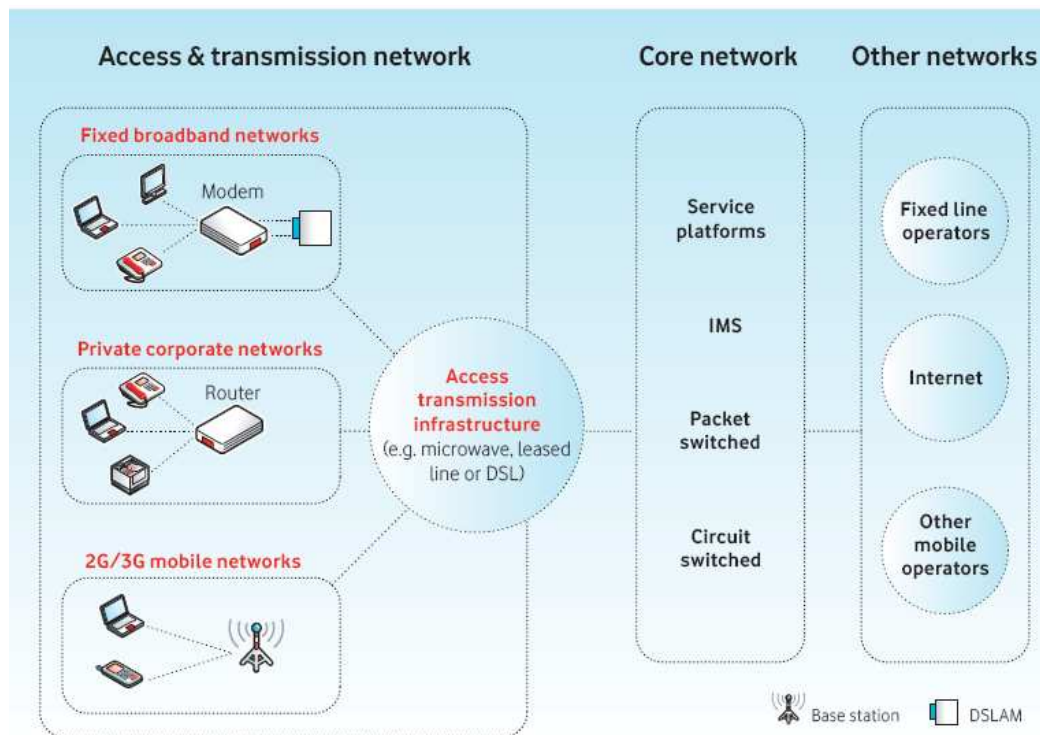 Access & transmission network
Core network
Other networks
Fixed broadband networks
Modem
Private corporate networks
Router
2G/3G mobile networks
Access
transmission
infrastructure
(e.g. microwave, leased
line or DSL)
Service
platforms
IMS
Packet
switched
Circuit
switched
Fixed line
operators
Internet
Other
mobile
operators
Base station
DSLAM